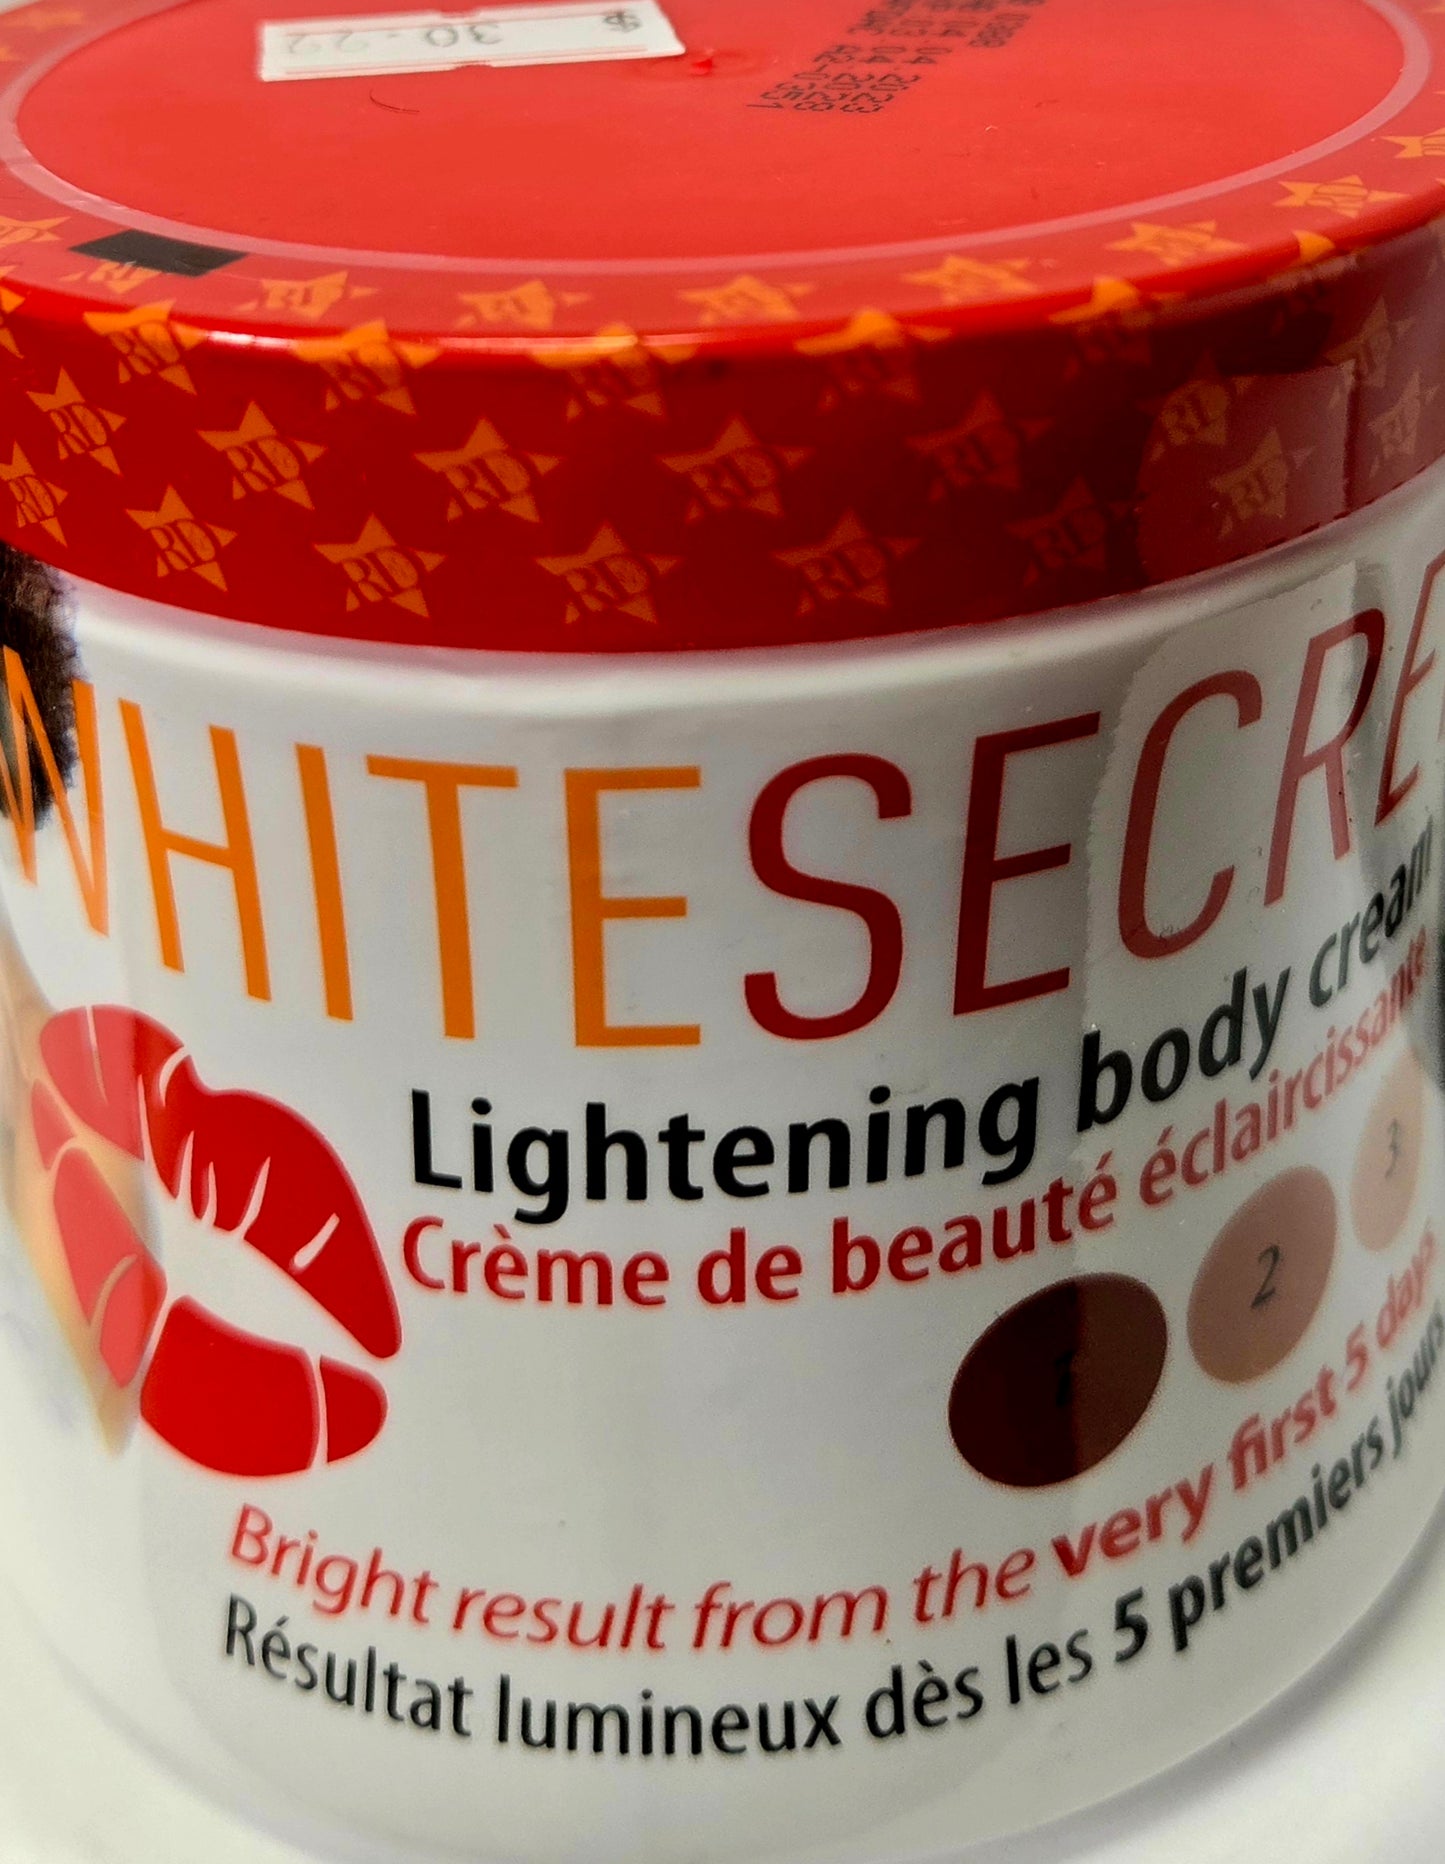 $ 30.22
WHITESECRE
Lightening body cream
Crème de beauté éclaircissante
1 2 3
Bright result from the very first 5 days
Résultat lumineux dès les 5 premiers jours